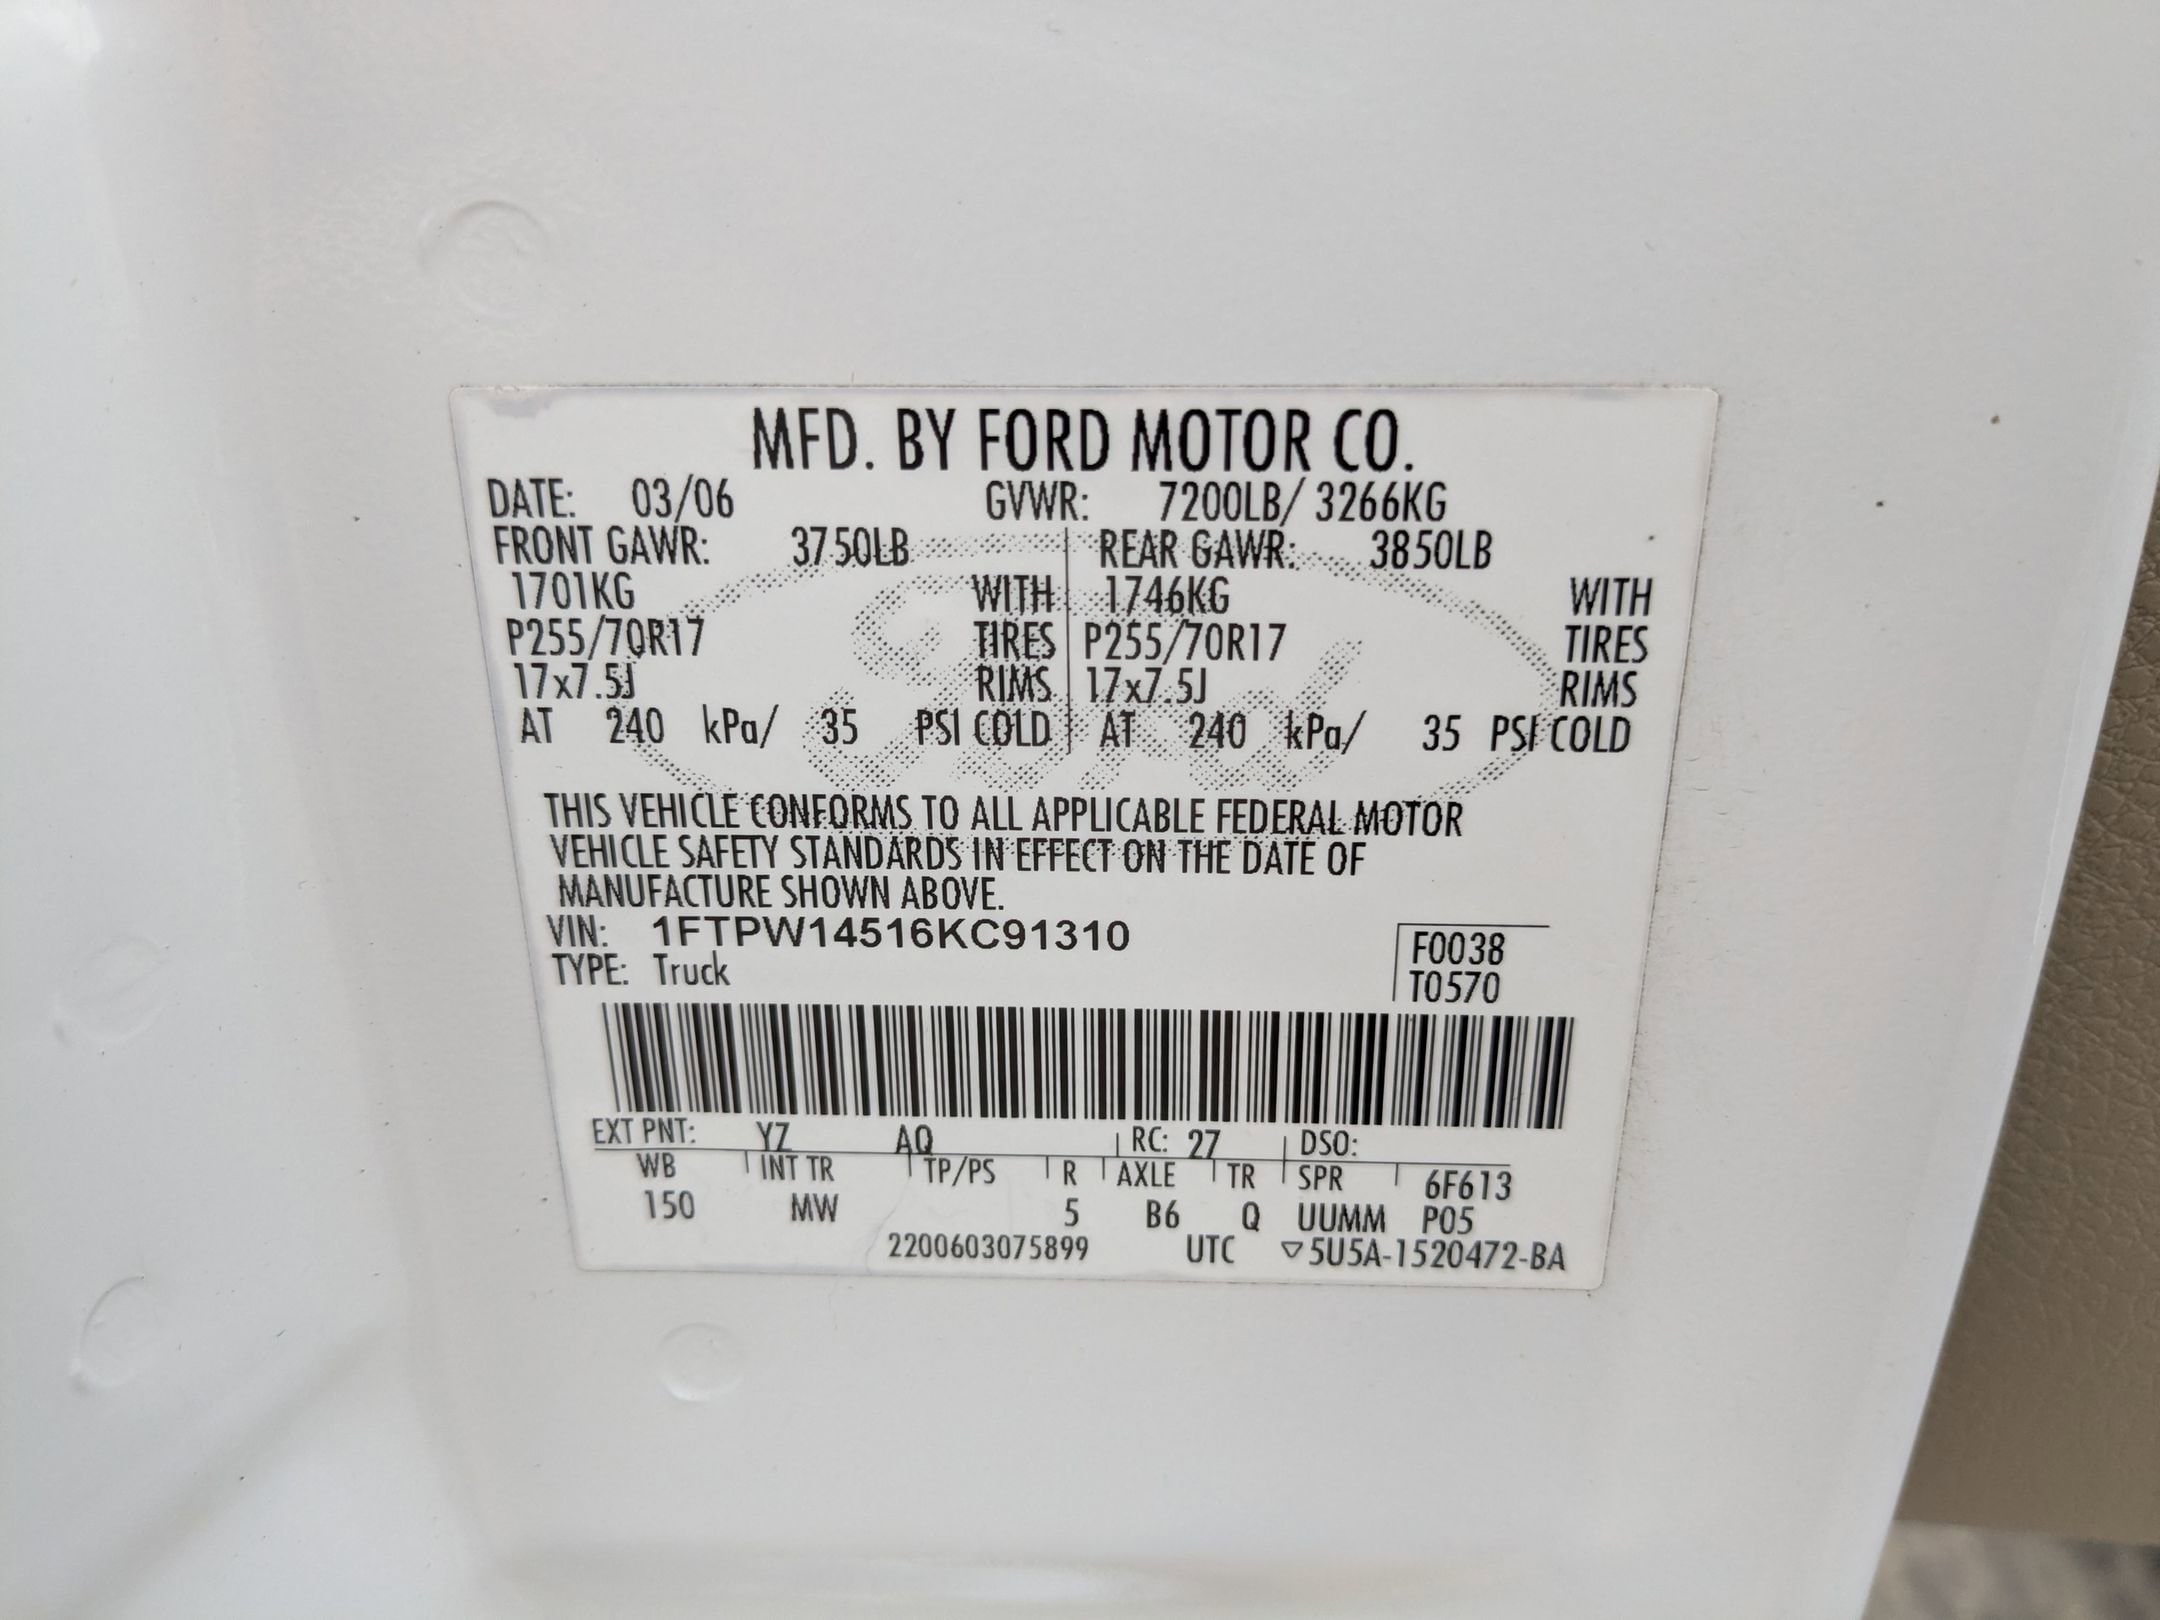 MFD. BY FORD MOTOR CO.
DATE: 03/06 GVWR: 7200LB/ 3266KG
FRONT GAWR: 3750LB REAR GAWR: 3850LB
1701KG WITH 1746KG WITH
P255/70R17 TIRES P255/70R17 TIRES
17x7.5J RIMS 17x7.5J RIMS
AT 240 kPa/ 35 PSI COLD AT 240 kPa/ 35 PSI COLD
Ford
THIS VEHICLE CONFORMS TO ALL APPLICABLE FEDERAL MOTOR
VEHICLE SAFETY STANDARDS IN EFFECT ON THE DATE OF
MANUFACTURE SHOWN ABOVE.
VIN: 1FTPW14516KC91310
TYPE: Truck
F0038
T0570
EXT PNT: YZ AQ RC: 27 DSO:
WB INT TR TP/PS R AXLE TR SPR 6F613
150 MW 5 B6 Q UUMM P05
2200603075899 UTC ▽5U5A-1520472-BA